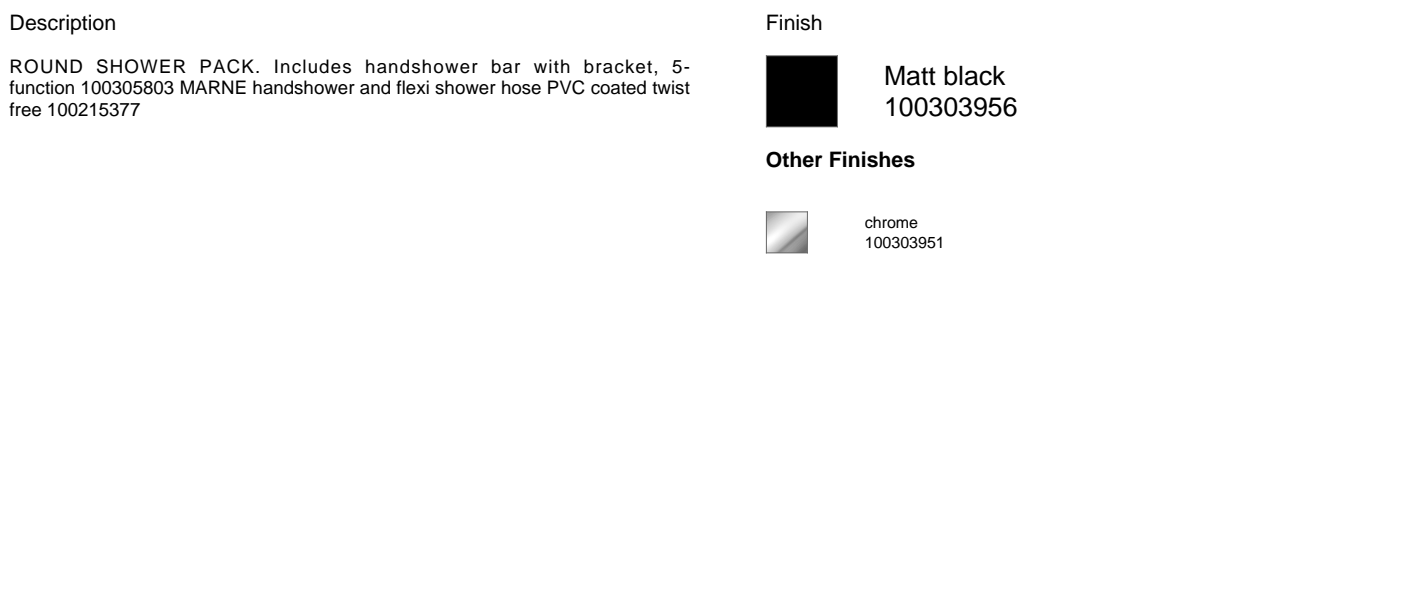 Description
ROUND SHOWER PACK. Includes handshower bar with bracket, 5-
function 100305803 MARNE handshower and flexi shower hose PVC coated twist
free 100215377
Finish
Matt black
100303956
Other Finishes
chrome
100303951